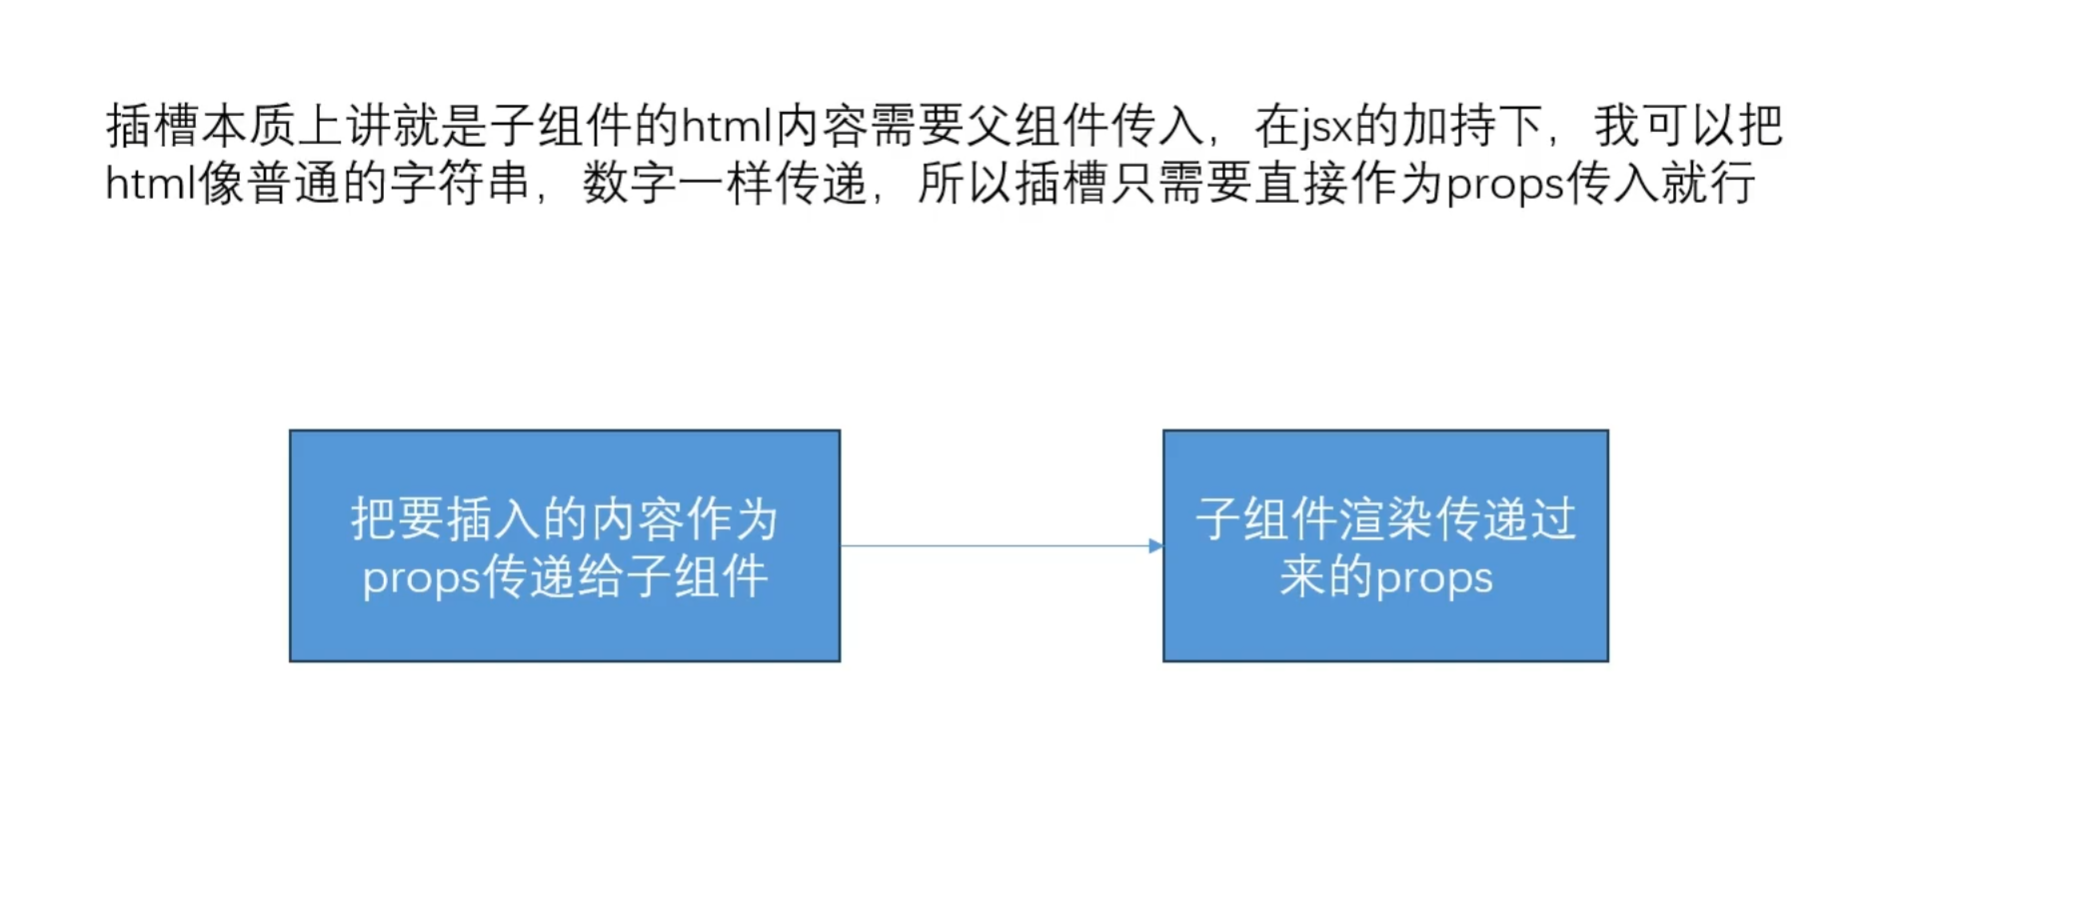 插槽本质上讲就是子组件的html内容需要父组件传入，在jsx的加持下，我可以把
html像普通的字符串，数字一样传递，所以插槽只需要直接作为props传入就行
把要插入的内容作为
props传递给子组件
子组件渲染传递过
来的props